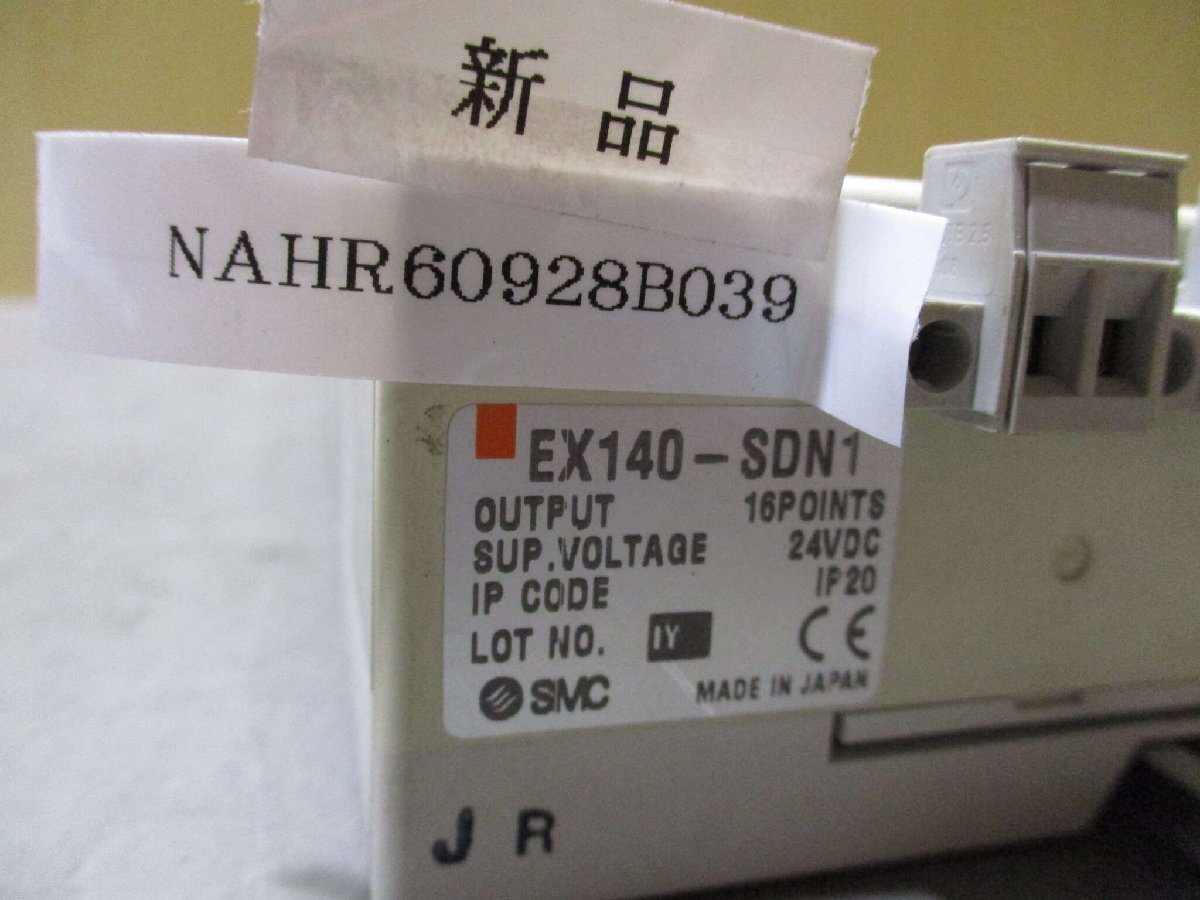 新品
NAHR60928B039
EX140-SDN1
OUTPUT 16POINTS
SUP.VOLTAGE 24VDC
IP CODE IP20
LOT NO. IY CE
SMC MADE IN JAPAN
J R